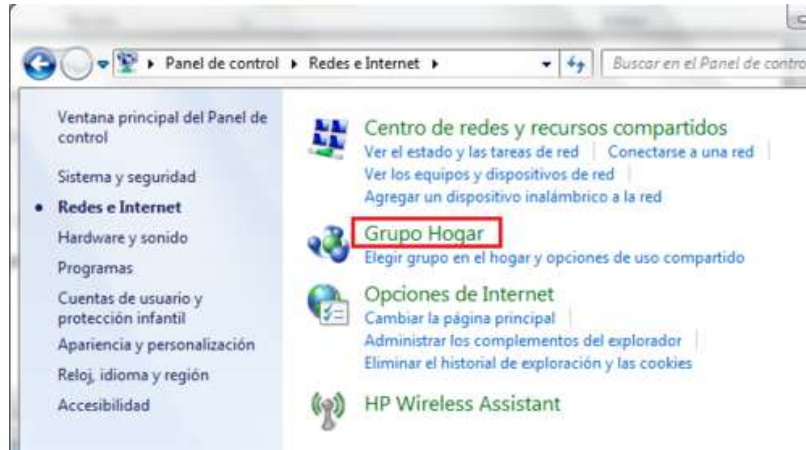 Panel de control ▸ Redes e Internet ▸
Buscar en el Panel de contro
Ventana principal del Panel de
control
Sistema y seguridad
Redes e Internet
Hardware y sonido
Programas
Cuentas de usuario y
protección infantil
Apariencia y personalización
Reloj, idioma y región
Accesibilidad
Centro de redes y recursos compartidos
Ver el estado y las tareas de red | Conectarse a una red
Ver los equipos y dispositivos de red
Agregar un dispositivo inalámbrico a la red
Grupo Hogar
Elegir grupo en el hogar y opciones de uso compartido
Opciones de Internet
Cambiar la página principal
Administrar los complementos del explorador
Eliminar el historial de exploración y las cookies
HP Wireless Assistant